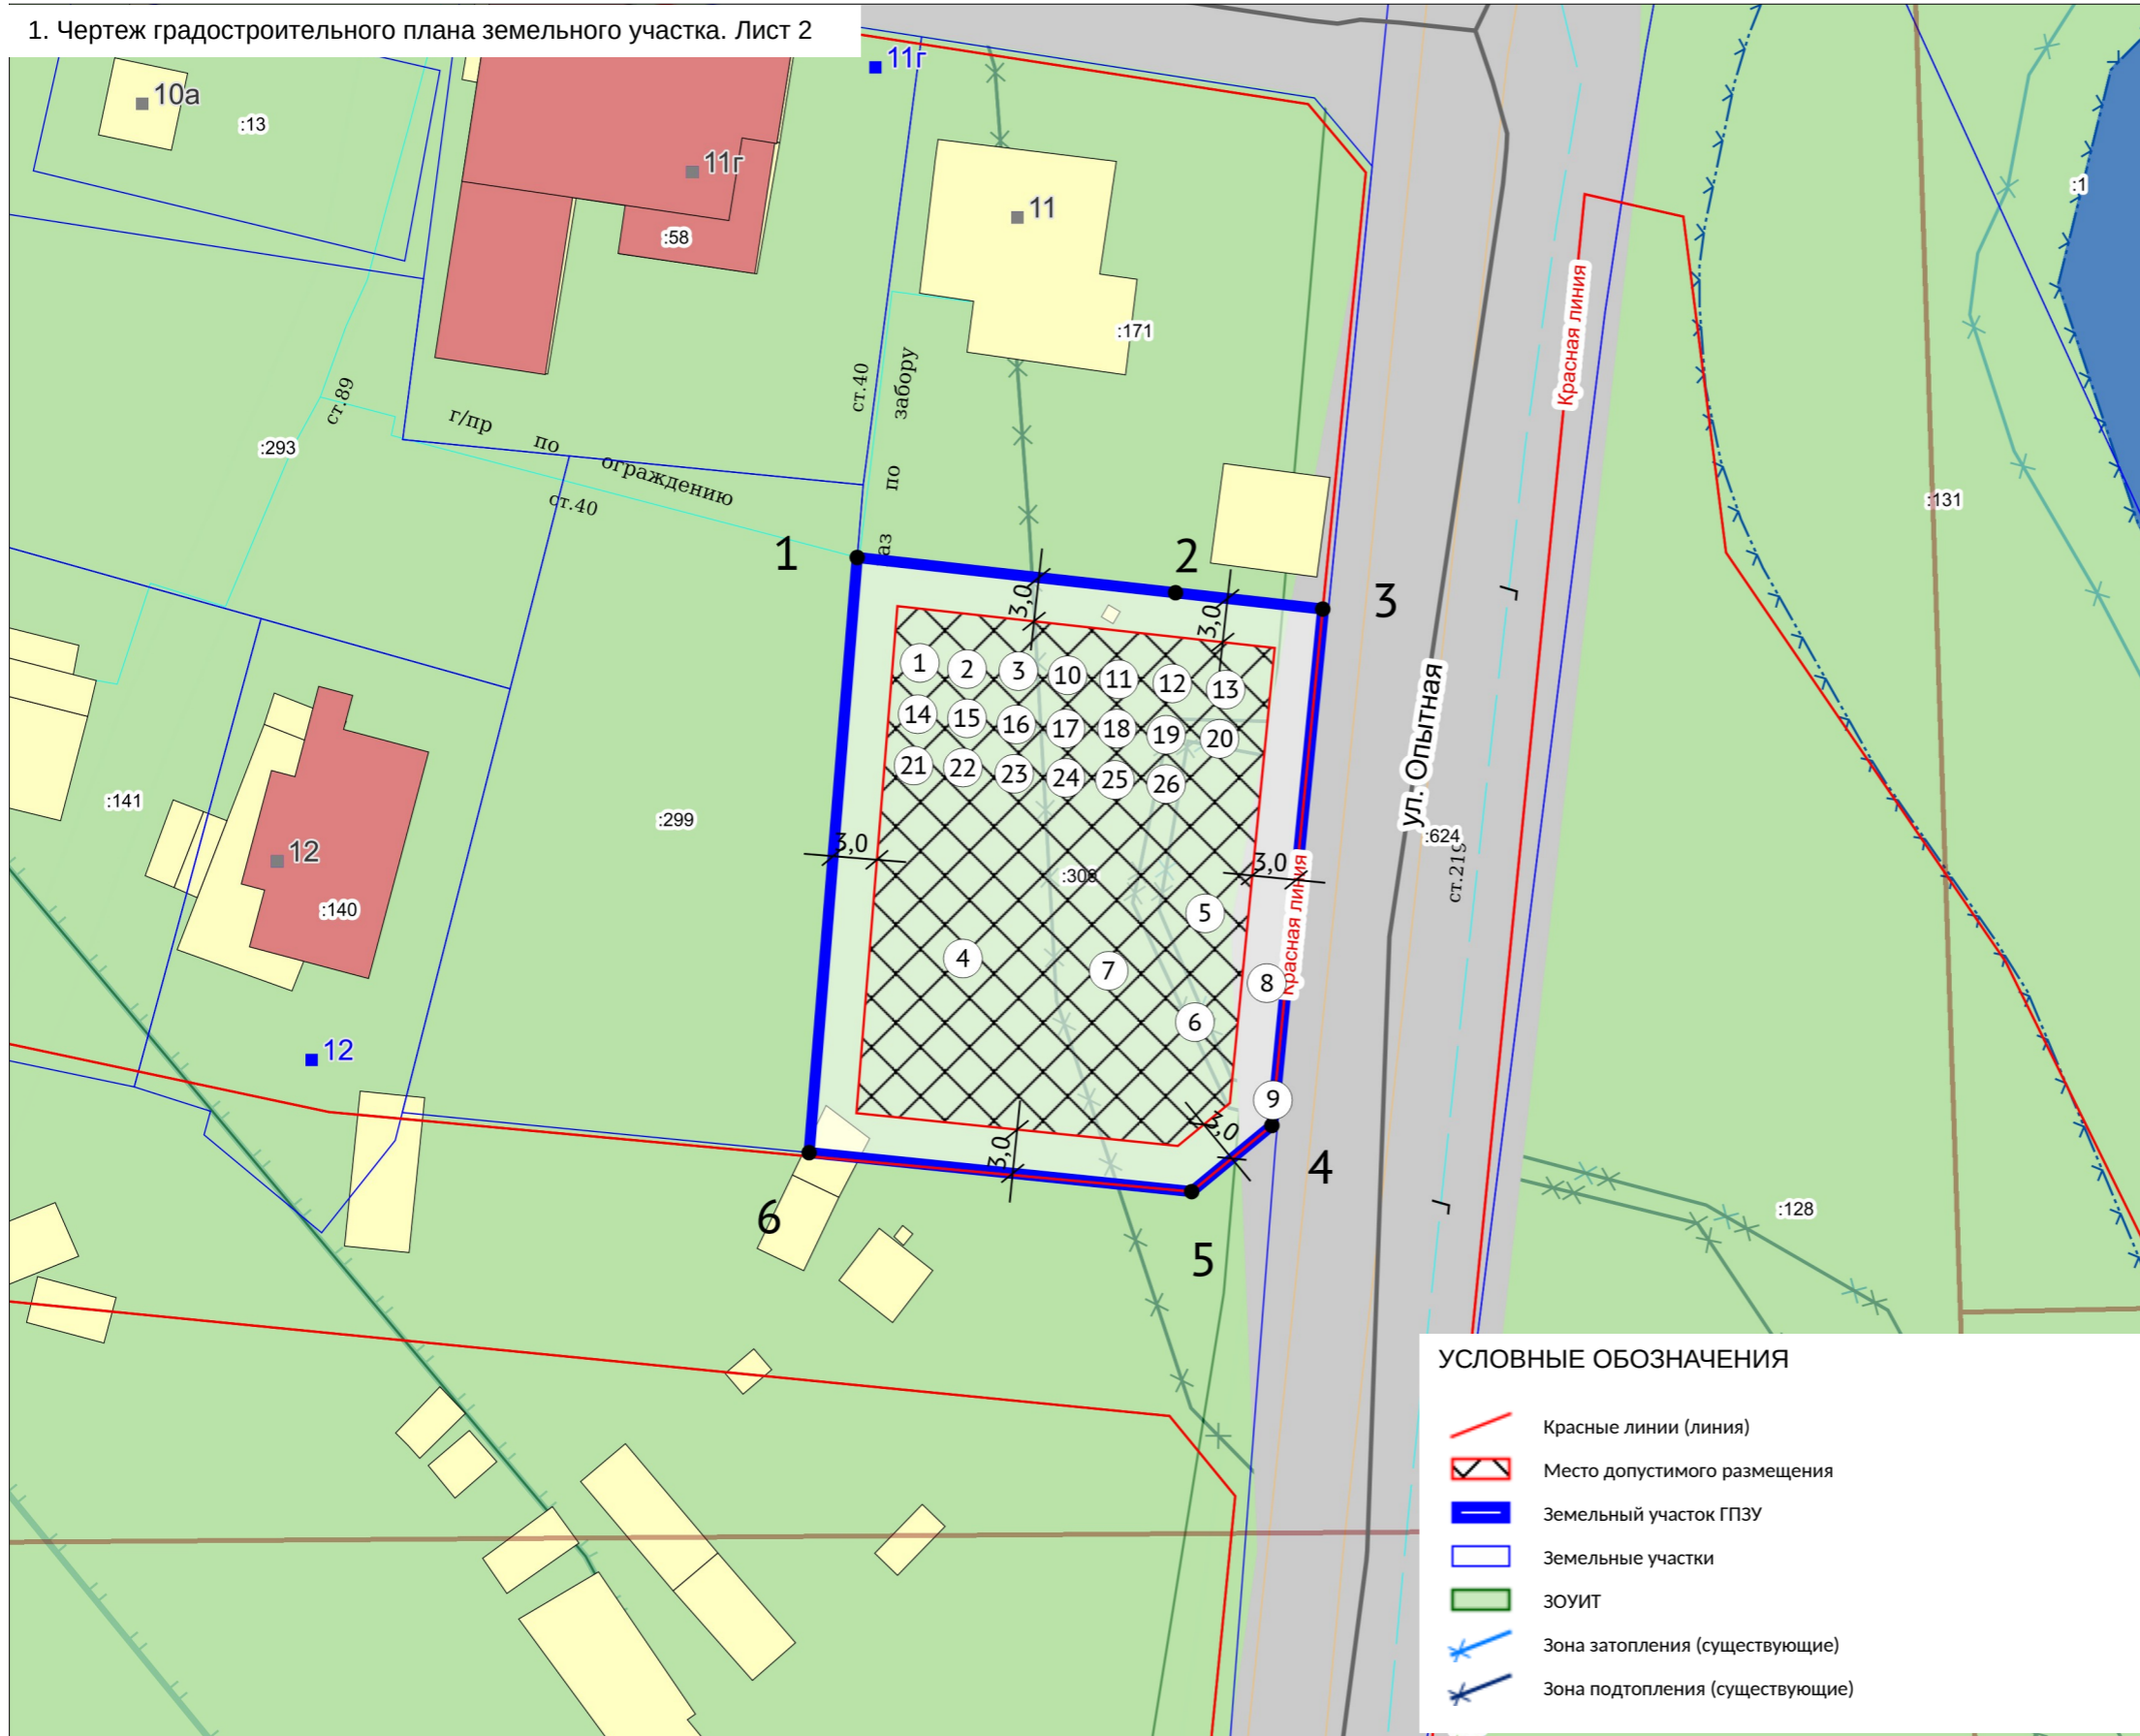 1. Чертеж градостроительного плана земельного участка. Лист 2
11г
10а
:13
11г
11
:1
:58
:171
Красная линия
ст.40
забору
ст.89
г/пр по ограждению
:293
по
ст.40
:131
аз
1
2
3
3,0
3,0
1 2 3 10 11 12 13
14 15 16 17 18 19 20
21 22 23 24 25 26
ул. Опытная
:141
:299
:624
12
3,0
3,0
ст.219
:140
Красная линия
5
4
7
8
6
12
9
3,0
3,0
4
6
5
:128
УСЛОВНЫЕ ОБОЗНАЧЕНИЯ
Красные линии (линия)
Место допустимого размещения
Земельный участок ГПЗУ
Земельные участки
ЗОУИТ
Зона затопления (существующие)
Зона подтопления (существующие)